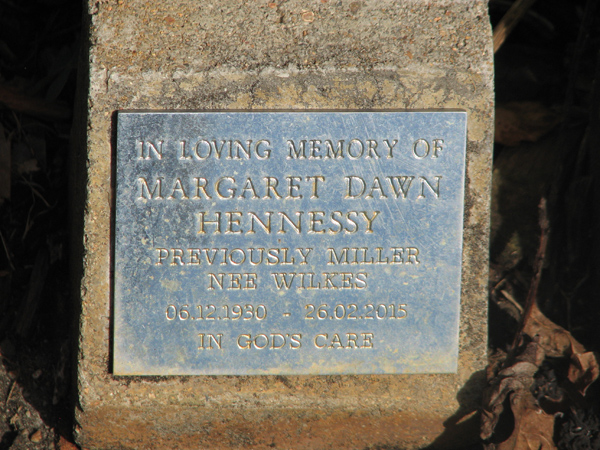 IN LOVING MEMORY OF
MARGARET DAWN
HENNESSY
PREVIOUSLY MILLER
NEE WILKES
06.12.1930 - 26.02.2015
IN GOD'S CARE